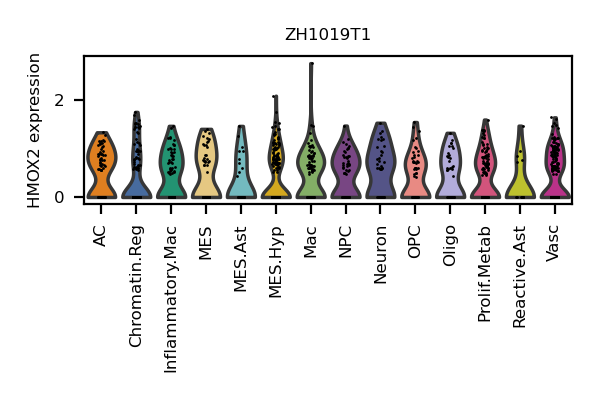 ZH1019T1
HMOX2 expression
2
0
AC
Chromatin.Reg
Inflammatory.Mac
MES
MES.Ast
MES.Hyp
Mac
NPC
Neuron
OPC
Oligo
Prolif.Metab
Reactive.Ast
Vasc